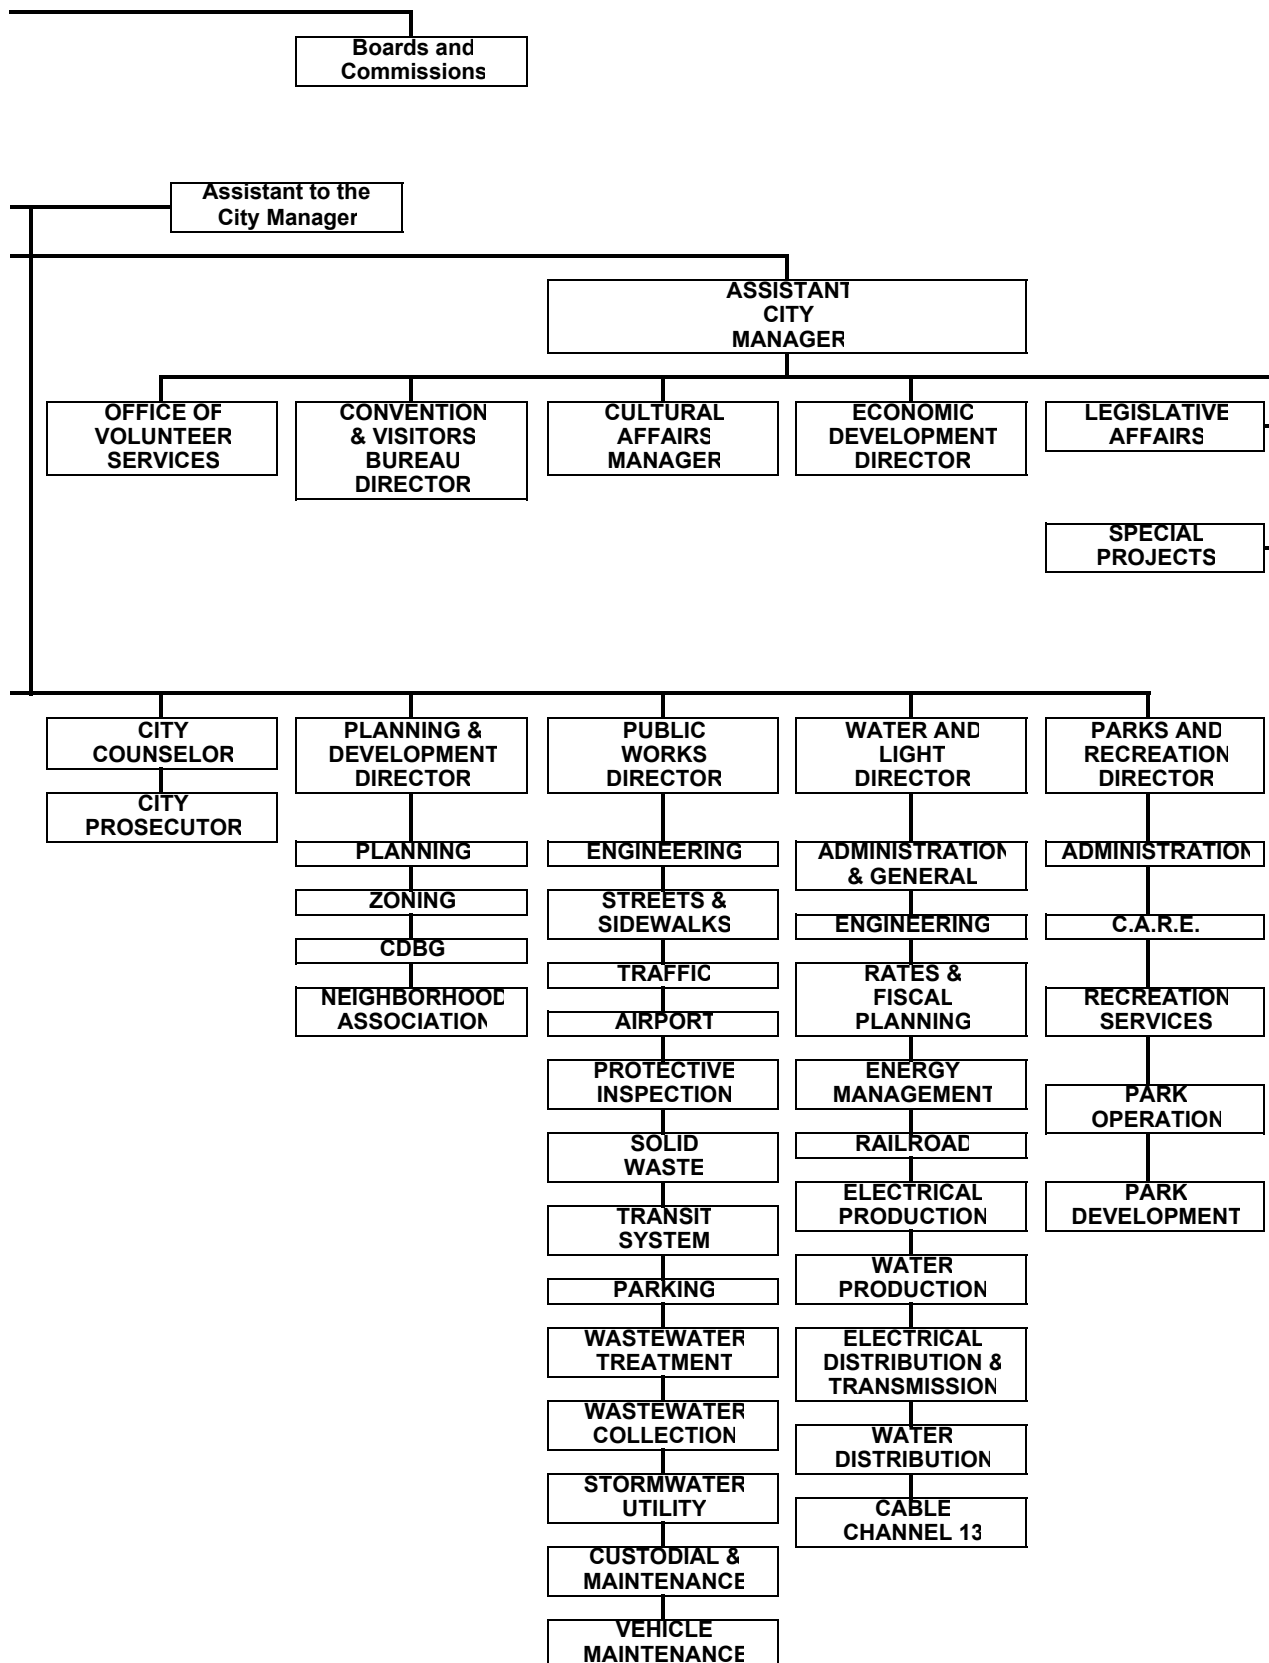 Boards and
Commissions
Assistant to the
City Manager
ASSISTANT
CITY
MANAGER
OFFICE OF
VOLUNTEER
SERVICES
CONVENTION
& VISITORS
BUREAU
DIRECTOR
CULTURAL
AFFAIRS
MANAGER
ECONOMIC
DEVELOPMENT
DIRECTOR
LEGISLATIVE
AFFAIRS
SPECIAL
PROJECTS
CITY
COUNSELOR
CITY
PROSECUTOR
PLANNING &
DEVELOPMENT
DIRECTOR
PLANNING
ZONING
CDBG
NEIGHBORHOOD
ASSOCIATION
PUBLIC
WORKS
DIRECTOR
ENGINEERING
STREETS &
SIDEWALKS
TRAFFIC
AIRPORT
PROTECTIVE
INSPECTION
SOLID
WASTE
TRANSIT
SYSTEM
PARKING
WASTEWATER
TREATMENT
WASTEWATER
COLLECTION
STORMWATER
UTILITY
CUSTODIAL &
MAINTENANCE
VEHICLE
MAINTENANCE
WATER AND
LIGHT
DIRECTOR
ADMINISTRATION
& GENERAL
ENGINEERING
RATES &
FISCAL
PLANNING
ENERGY
MANAGEMENT
RAILROAD
ELECTRICAL
PRODUCTION
WATER
PRODUCTION
ELECTRICAL
DISTRIBUTION &
TRANSMISSION
WATER
DISTRIBUTION
CABLE
CHANNEL 13
PARKS AND
RECREATION
DIRECTOR
ADMINISTRATION
C.A.R.E.
RECREATION
SERVICES
PARK
OPERATION
PARK
DEVELOPMENT